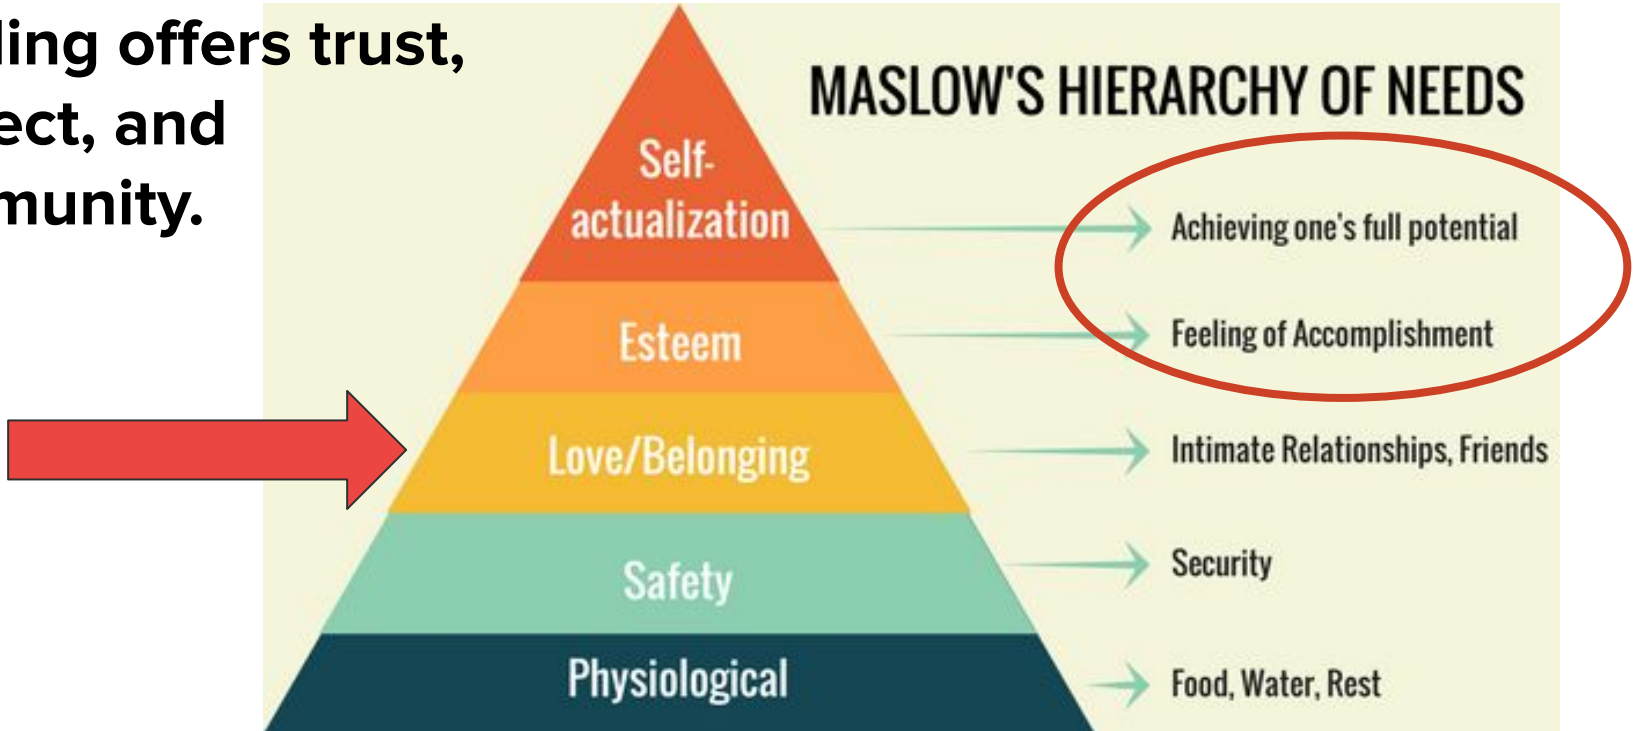 ling offers trust,
ect, and
munity.
MASLOW'S HIERARCHY OF NEEDS
Self-
actualization
Achieving one's full potential
Esteem
Feeling of Accomplishment
Love/Belonging
Intimate Relationships, Friends
Safety
Security
Physiological
Food, Water, Rest